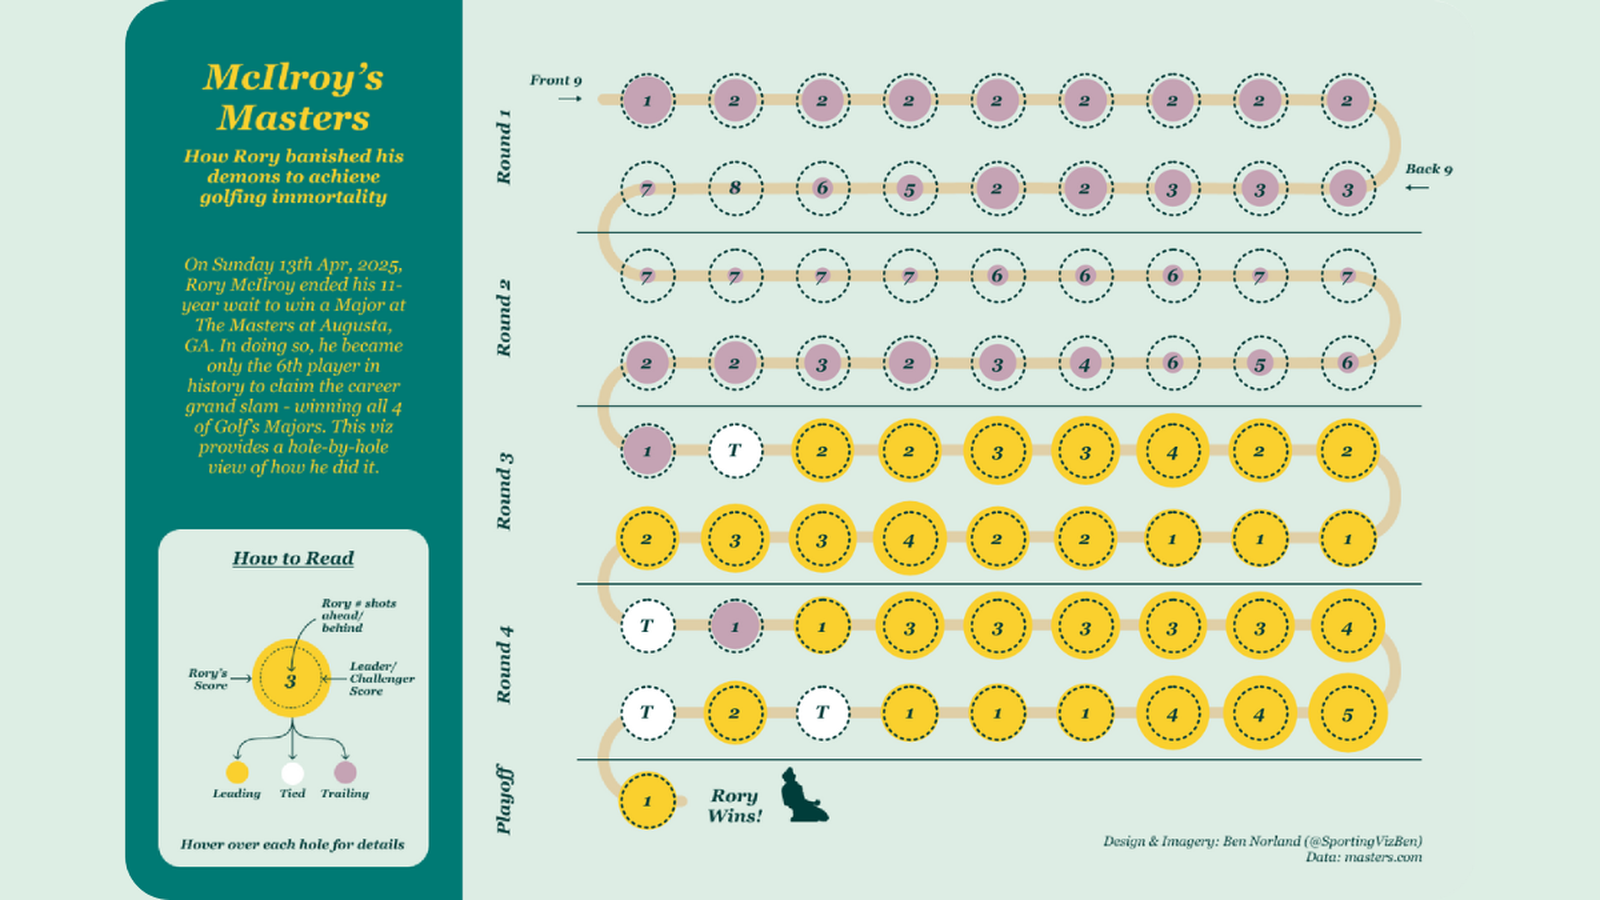 McIlroy's
Masters
How Rory banished his
demons to achieve
golfing immortality
On Sunday 13th Apr, 2025,
Rory McIlroy ended his 11-
year wait to win a Major at
The Masters at Augusta,
GA. In doing so, he became
only the 6th player in
history to claim the career
grand slam - winning all 4
of Golf's Majors. This viz
provides a hole-by-hole
view of how he did it.
How to Read
Rory # shots
ahead/
behind
Rory's
Score
3
Leader/
Challenger
Score
Leading Tied Trailing
Hover over each hole for details
Front 9
Round 1
1 2 2 2 2 2 2 2 2
Back 9
7 8 6 5 2 2 3 3 3
Round 2
7 7 7 7 6 6 6 7 7
2 2 3 2 3 4 6 5 6
Round 3
1 T 2 2 3 3 4 2 2
2 3 3 4 2 2 1 1 1
Round 4
T 1 1 3 3 3 3 3 4
T 2 T 1 1 1 4 4 5
Playoff
1
Rory
Wins!
Design & Imagery: Ben Norland (@SportingVizBen)
Data: masters.com